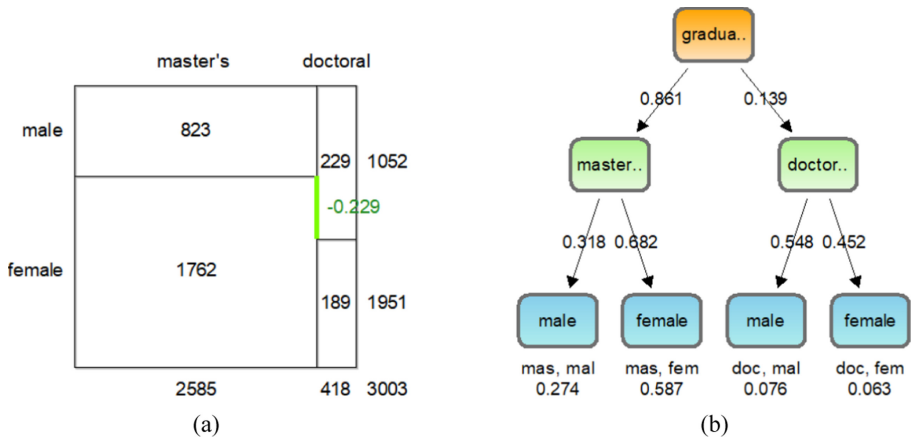 master's doctoral
male 823 229 1052
-0.229
female 1762 189 1951
2585 418 3003
(a)
gradua..
0.861 0.139
master.. doctor..
0.318 0.682 0.548 0.452
male female male female
mas, mal mas, fem doc, mal doc, fem
0.274 0.587 0.076 0.063
(b)